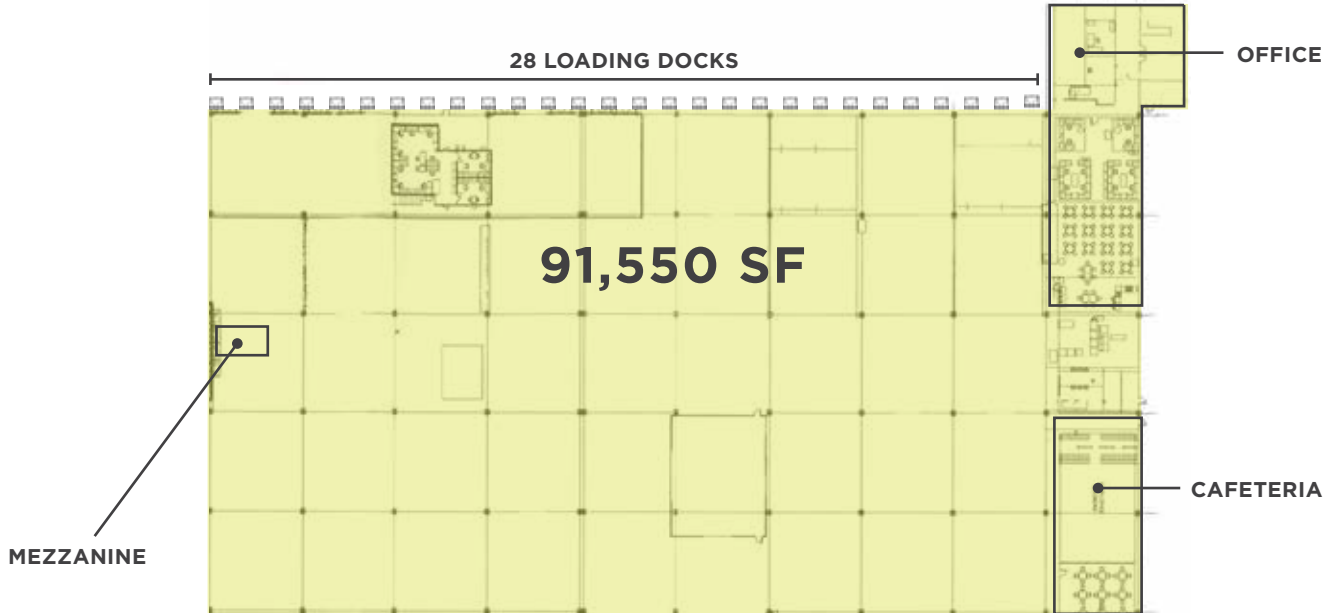 28 LOADING DOCKS
OFFICE
91,550 SF
CAFETERIA
MEZZANINE